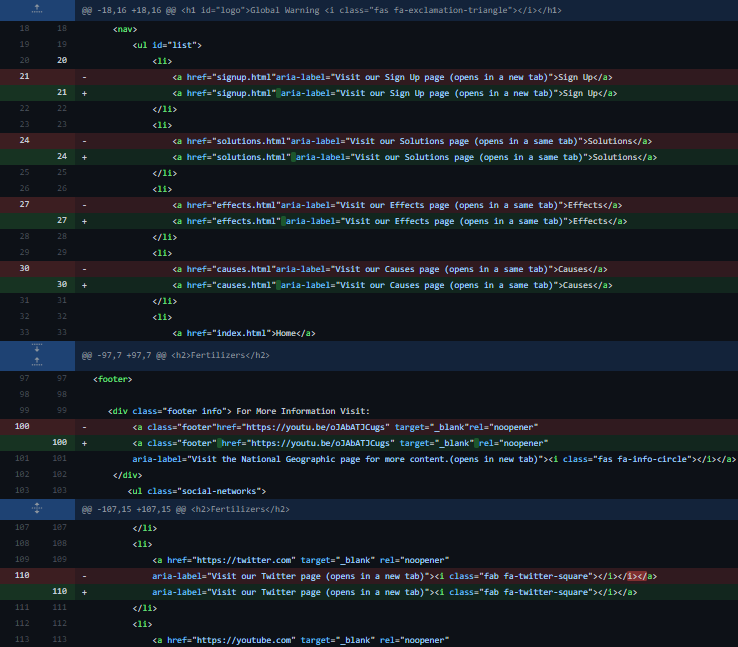 @@ -18,16 +18,16 @@ <h1 id="logo">Global Warning <i class="fas fa-exclamation-triangle"></i></h1>
18 18 <nav>
19 19 <ul id="list">
20 20 <li>
21 - <a href="signup.html"aria-label="Visit our Sign Up page (opens in a new tab)">Sign Up</a>
21 + <a href="signup.html" aria-label="Visit our Sign Up page (opens in a new tab)">Sign Up</a>
22 22 </li>
23 23 <li>
24 - <a href="solutions.html"aria-label="Visit our Solutions page (opens in a same tab)">Solutions</a>
24 + <a href="solutions.html" aria-label="Visit our Solutions page (opens in a same tab)">Solutions</a>
25 25 </li>
26 26 <li>
27 - <a href="effects.html"aria-label="Visit our Effects page (opens in a same tab)">Effects</a>
27 + <a href="effects.html" aria-label="Visit our Effects page (opens in a same tab)">Effects</a>
28 28 </li>
29 29 <li>
30 - <a href="causes.html"aria-label="Visit our Causes page (opens in a same tab)">Causes</a>
30 + <a href="causes.html" aria-label="Visit our Causes page (opens in a same tab)">Causes</a>
31 31 </li>
32 32 <li>
33 33 <a href="index.html">Home</a>
@@ -97,7 +97,7 @@ <h2>Fertilizers</h2>
97 97 <footer>
98 98
99 99 <div class="footer info"> For More Information Visit:
100 - <a class="footer"href="https://youtu.be/oJAbATJCugs" target="_blank"rel="noopener"
100 + <a class="footer" href="https://youtu.be/oJAbATJCugs" target="_blank" rel="noopener"
101 101 aria-label="Visit the National Geographic page for more content.(opens in new tab)"><i class="fas fa-info-circle"></i></a>
102 102 </div>
103 103 <ul class="social-networks">
@@ -107,15 +107,15 @@ <h2>Fertilizers</h2>
107 107 </li>
108 108 <li>
109 109 <a href="https://twitter.com" target="_blank" rel="noopener"
110 - aria-label="Visit our Twitter page (opens in a new tab)"><i class="fab fa-twitter-square"></i></i></a>
110 + aria-label="Visit our Twitter page (opens in a new tab)"><i class="fab fa-twitter-square"></i></a>
111 111 </li>
112 112 <li>
113 113 <a href="https://youtube.com" target="_blank" rel="noopener"